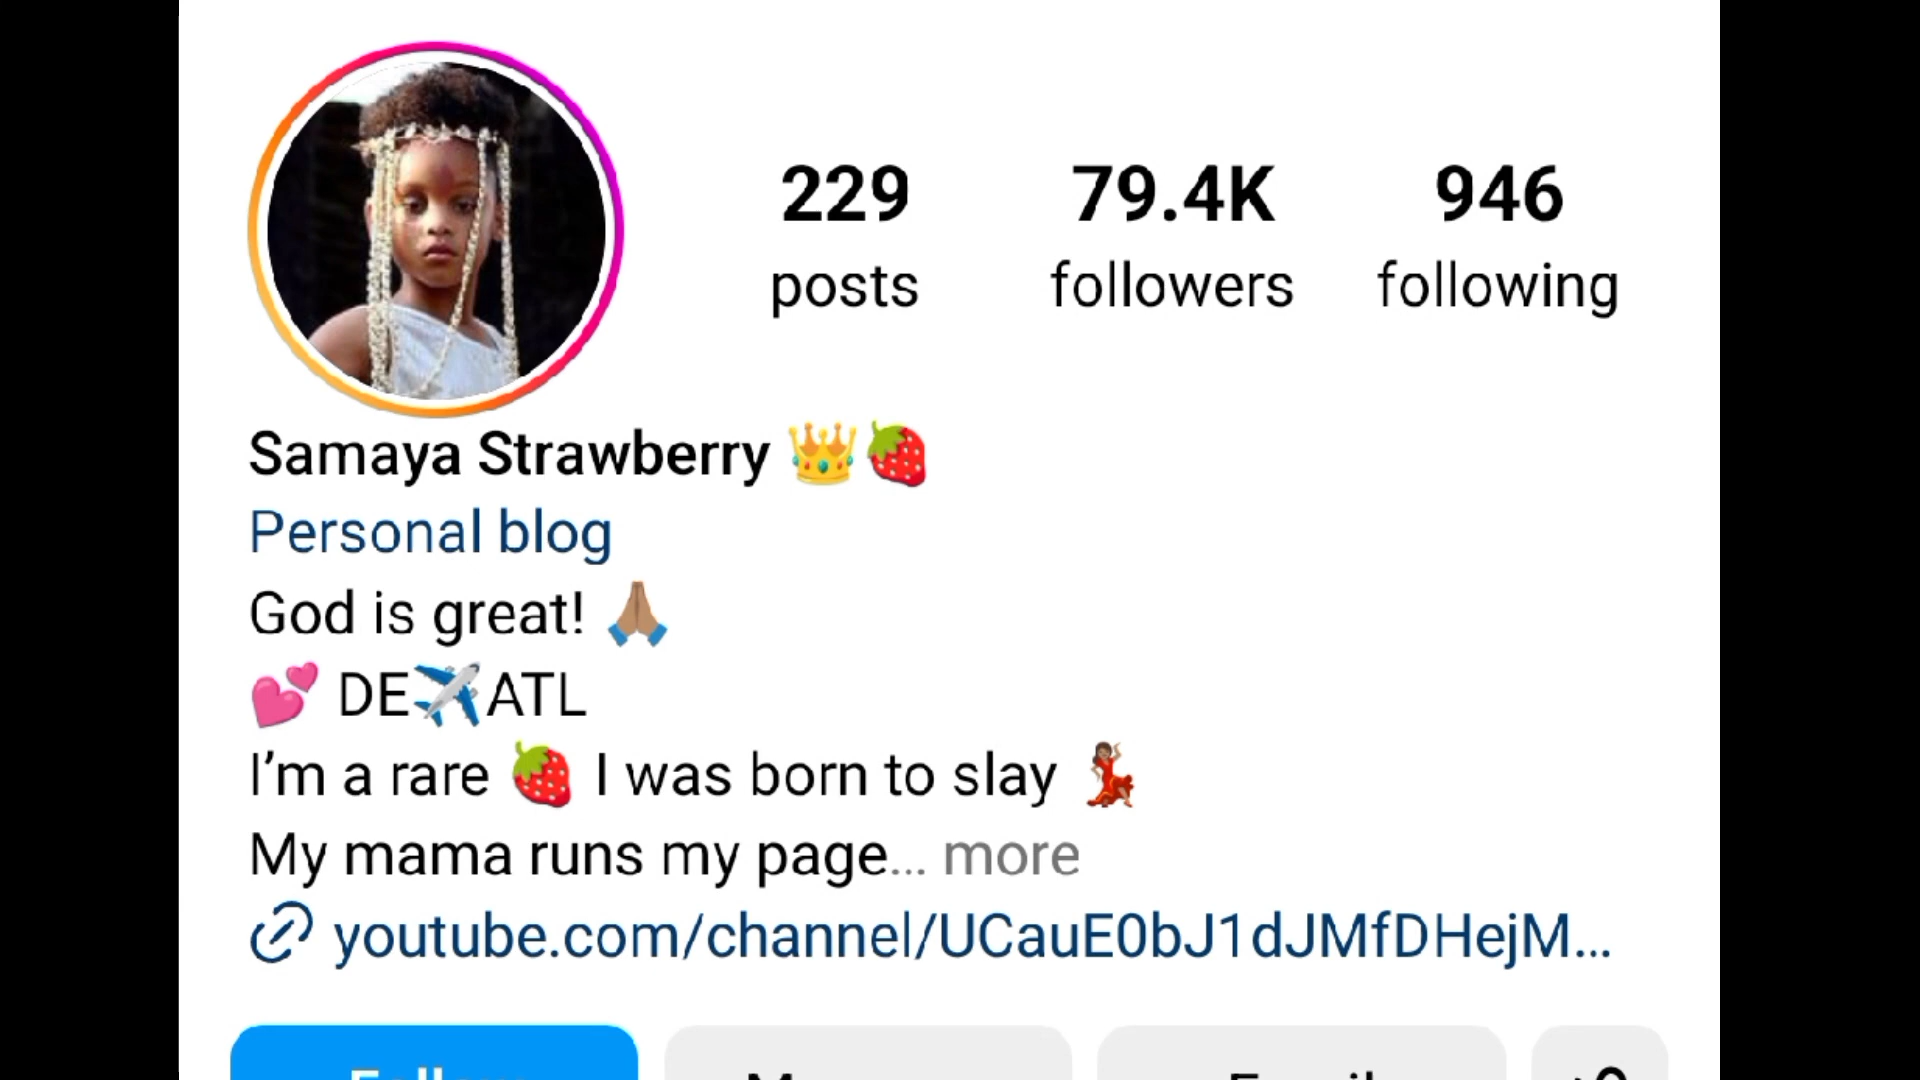 229 79.4K 946
posts followers following
Samaya Strawberry 👑🍓
Personal blog
God is great! 🙏🏽
💕 DE✈️ATL
I’m a rare 🍓 I was born to slay 💃🏽
My mama runs my page... more
youtube.com/channel/UCauE0bJ1dJMfDHejM...
Follow